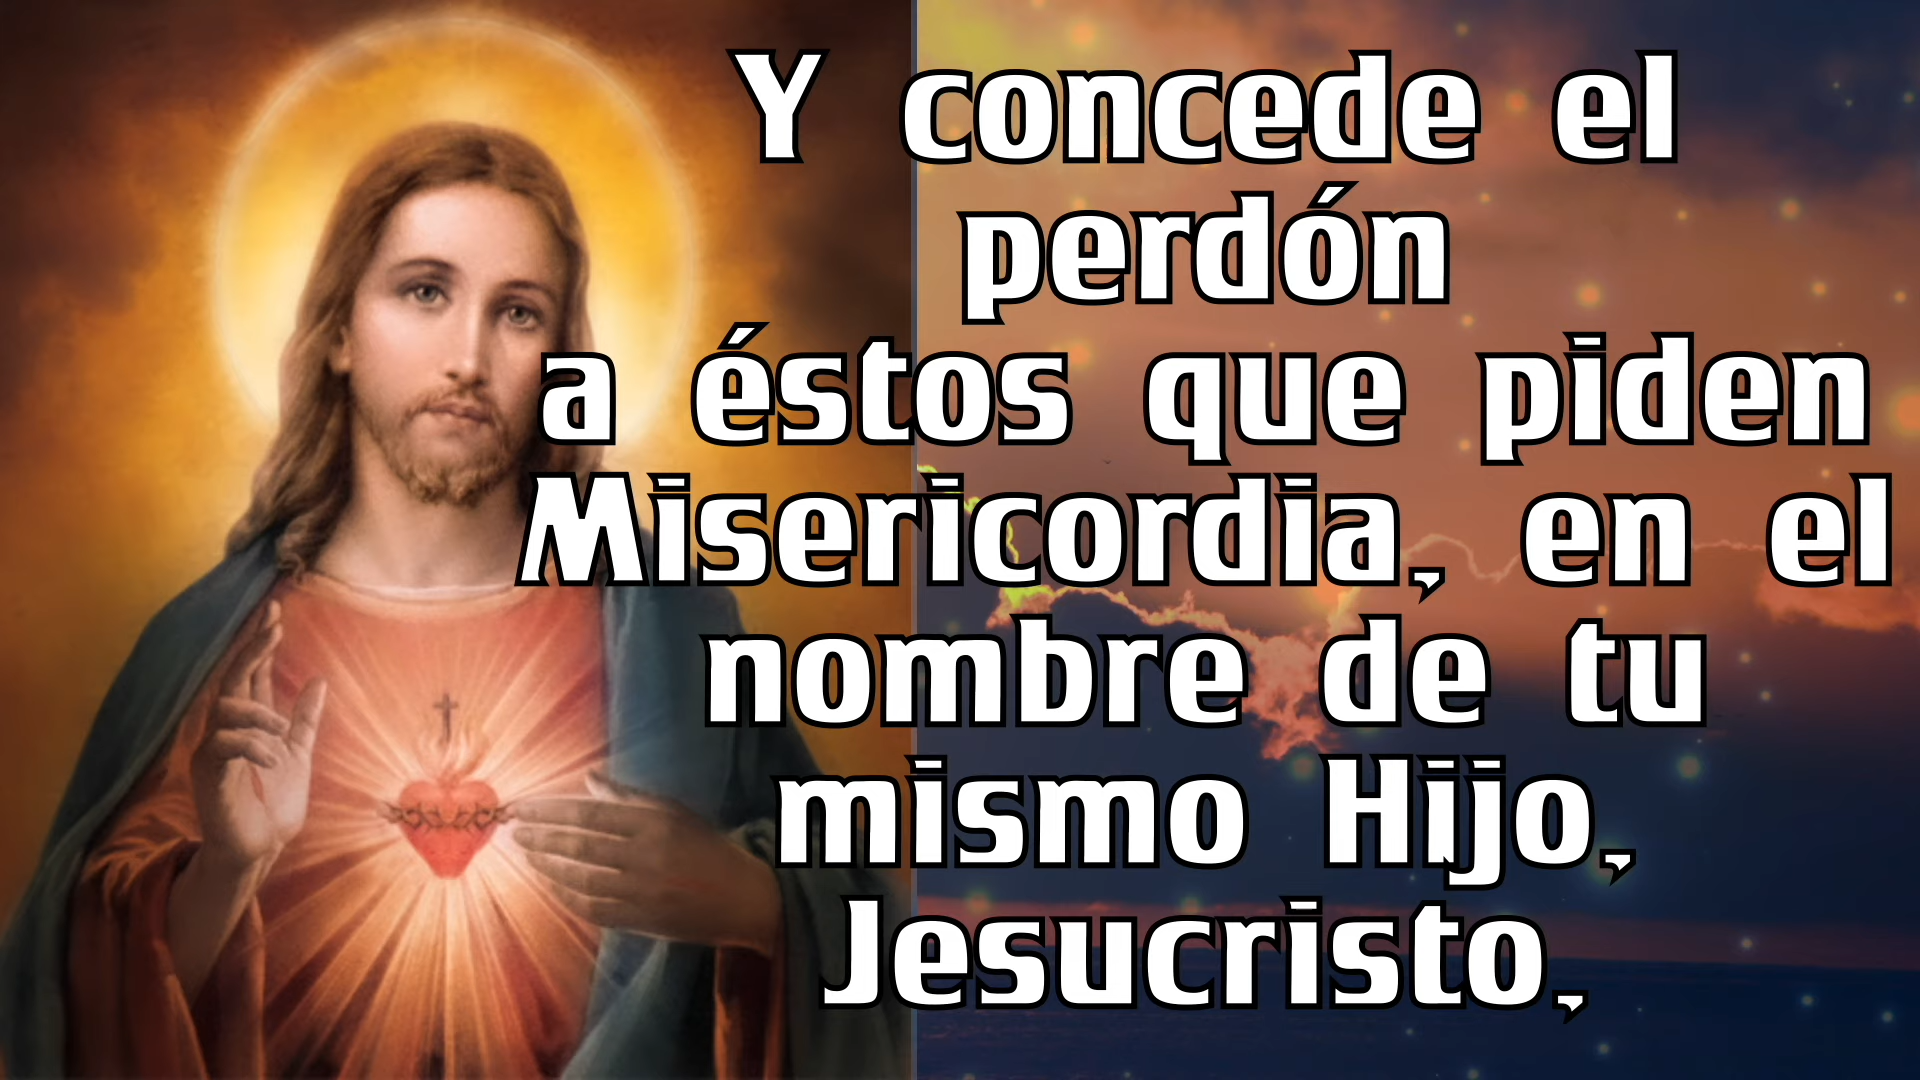 Y concede el
perdón
a éstos que piden
Misericordia, en el
nombre de tu
mismo Hijo,
Jesucristo,